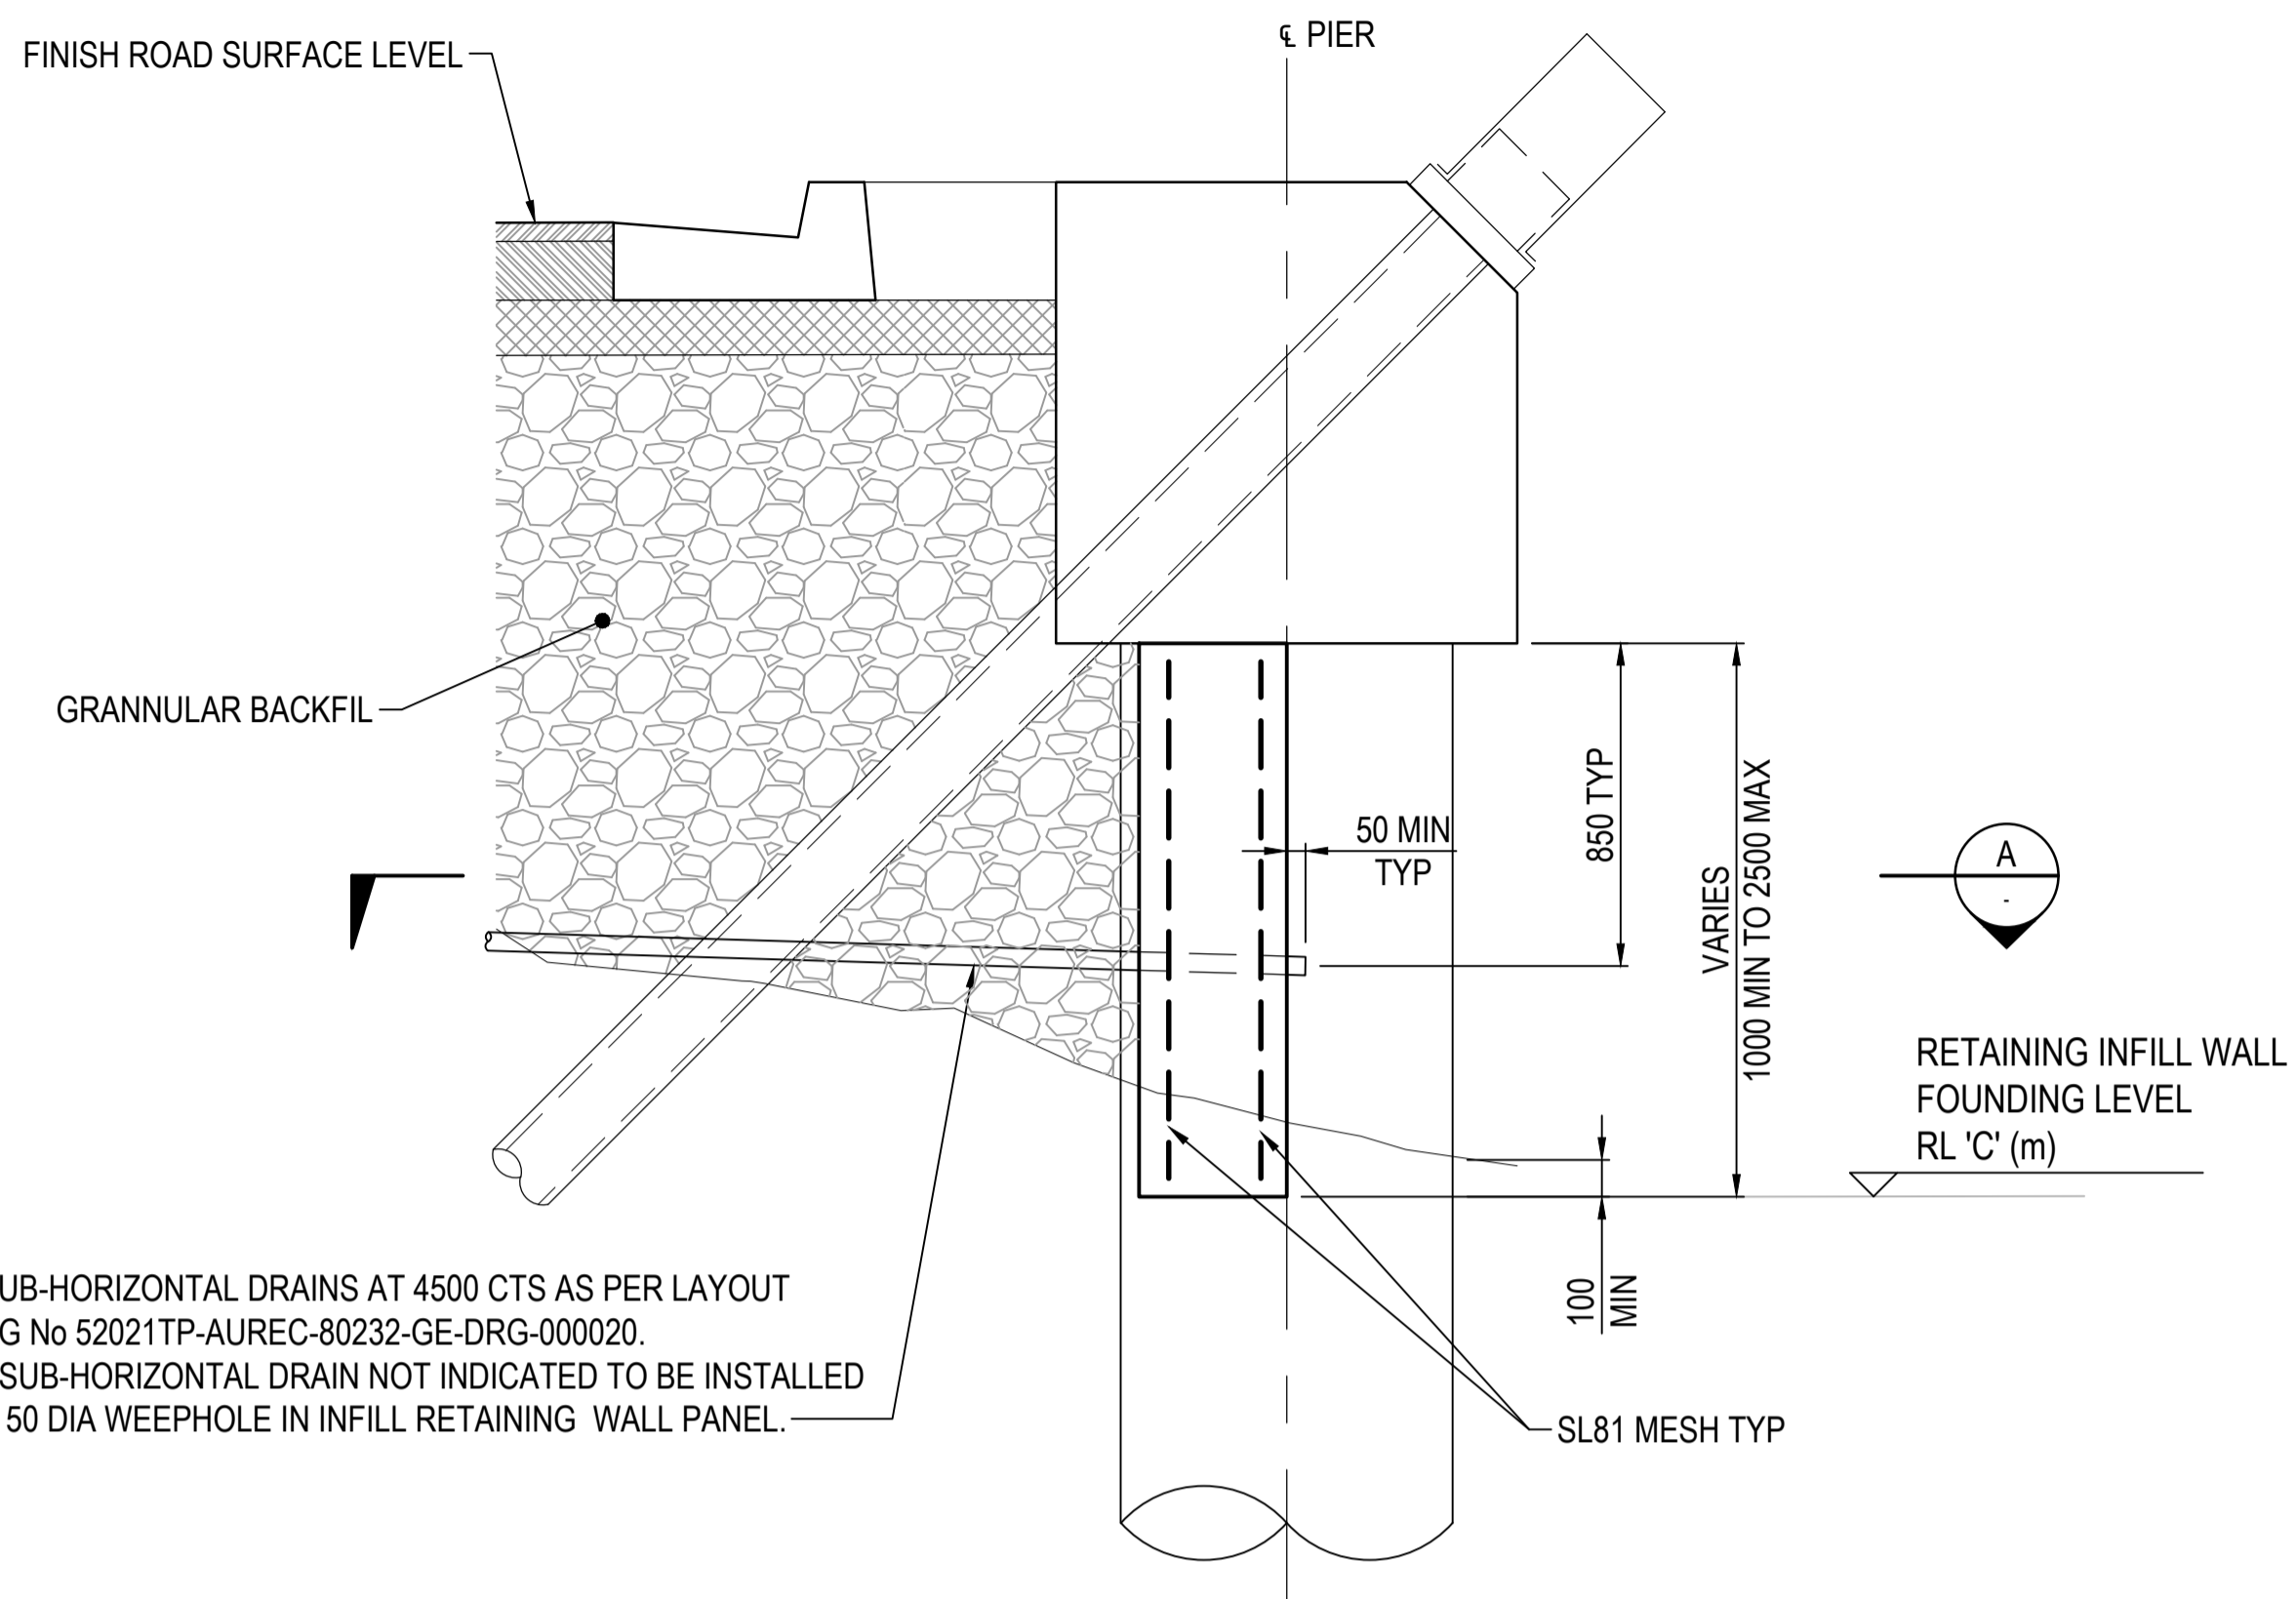 ℄ PIER
FINISH ROAD SURFACE LEVEL
GRANNULAR BACKFIL
50 MIN
TYP
850 TYP
VARIES
1000 MIN TO 2500 MAX
A
-
RETAINING INFILL WALL
FOUNDING LEVEL
RL 'C' (m)
100
MIN
UB-HORIZONTAL DRAINS AT 4500 CTS AS PER LAYOUT
G No 52021TP-AUREC-80232-GE-DRG-000020.
SUB-HORIZONTAL DRAIN NOT INDICATED TO BE INSTALLED
50 DIA WEEPHOLE IN INFILL RETAINING WALL PANEL.
SL81 MESH TYP